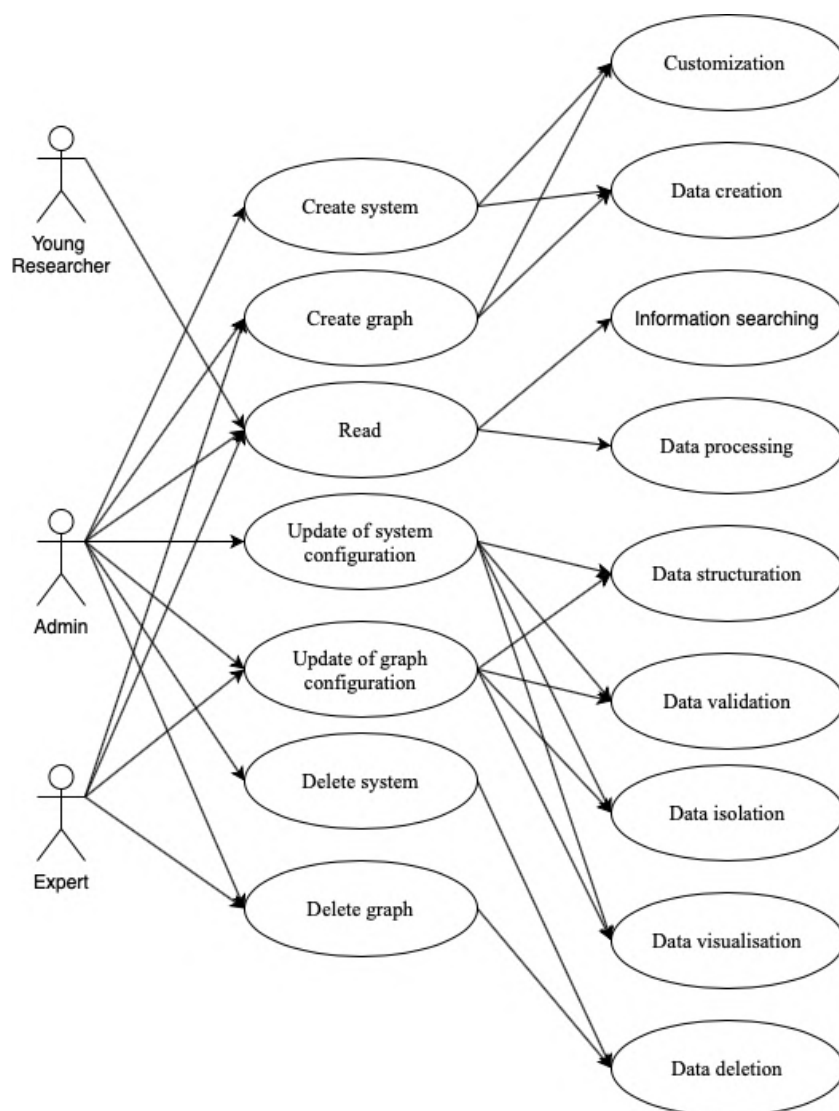 Customization
Young
Researcher
Create system
Data creation
Create graph
Information searching
Read
Data processing
Admin
Update of system
configuration
Data structuration
Update of graph
configuration
Data validation
Expert
Delete system
Data isolation
Delete graph
Data visualisation
Data deletion